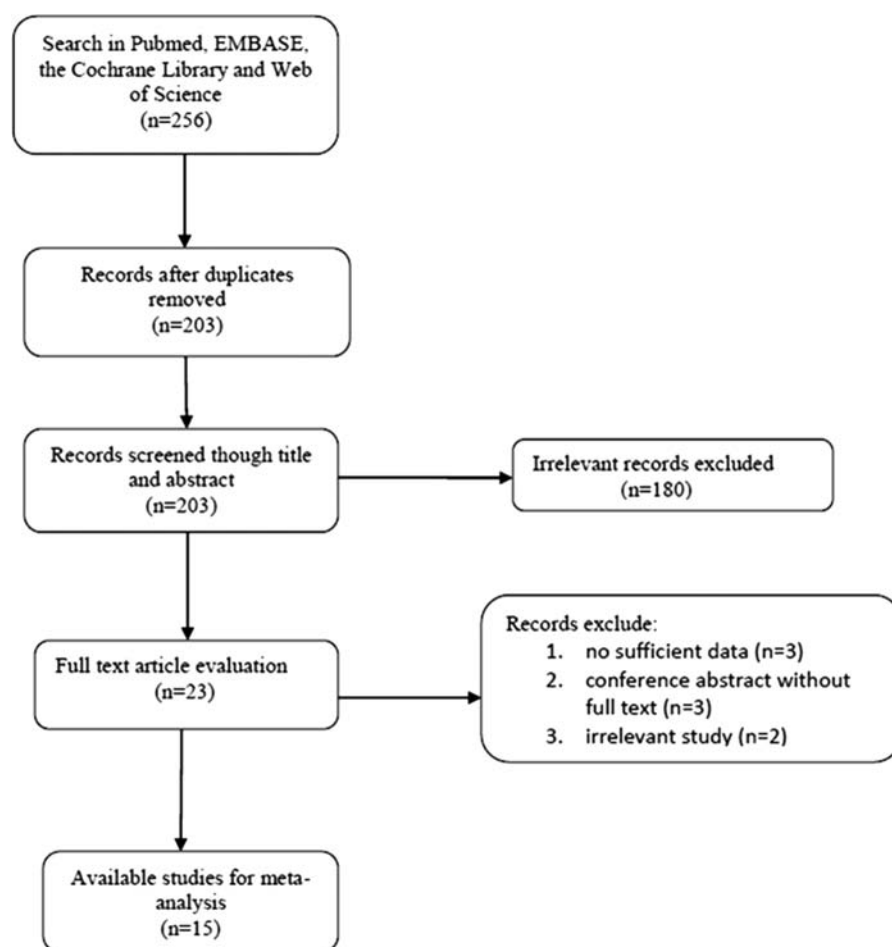 Search in Pubmed, EMBASE,
the Cochrane Library and Web
of Science
(n=256)
Records after duplicates
removed
(n=203)
Records screened though title
and abstract
(n=203)
Irrelevant records excluded
(n=180)
Full text article evaluation
(n=23)
Records exclude:
1. no sufficient data (n=3)
2. conference abstract without
full text (n=3)
3. irrelevant study (n=2)
Available studies for meta-
analysis
(n=15)